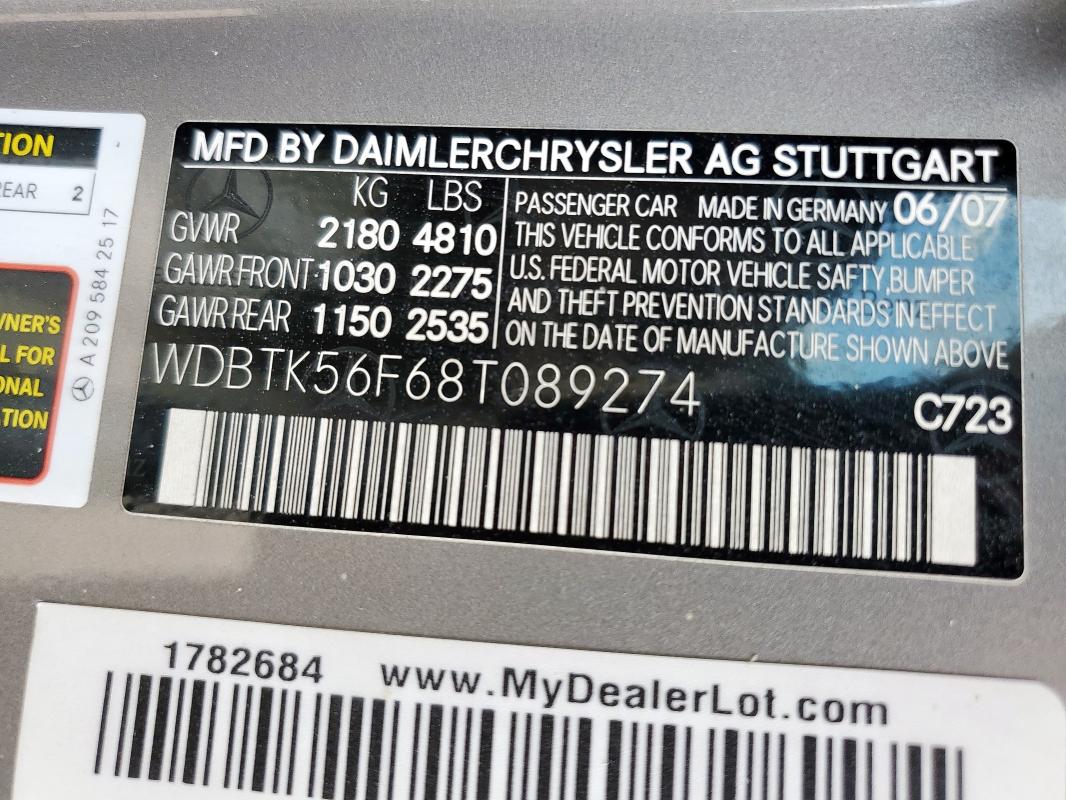 TION
REAR 2
A 209 584 25 17
WNER'S
L FOR
ONAL
TION
MFD BY DAIMLERCHRYSLER AG STUTTGART
KG LBS
GVWR 2180 4810
GAWR FRONT 1030 2275
GAWR REAR 1150 2535
PASSENGER CAR MADE IN GERMANY 06/07
THIS VEHICLE CONFORMS TO ALL APPLICABLE
U.S. FEDERAL MOTOR VEHICLE SAFTY, BUMPER
AND THEFT PREVENTION STANDARDS IN EFFECT
ON THE DATE OF MANUFACTURE SHOWN ABOVE
WDBTK56F68T089274
C723
1782684 www.MyDealerLot.com